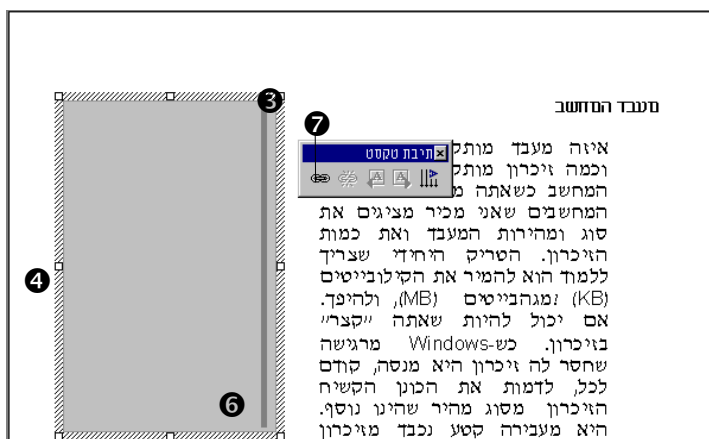 מעבד המחשב
איזה מעבד מותק
וכמה זיכרון מותק
המחשב כשאתה מ
המחשבים שאני מכיר מציגים את
סוג ומהירות המעבד ואת כמות
הזיכרון. הטריק היחידי שצריך
ללמוד הוא להמיר את הקילובייטים
(KB) ומגהבייטים (MB), ולהיפך.
אם יכול להיות שאתה "קצר"
בזיכרון. כש-Windows מרגישה
שחסר לה זיכרון היא מנסה, קודם
לכל, לדמות את הכונן הקשיח
הזיכרון מסוג מהיר שהינו נוסף.
היא מעבירה קטע נכבד מזיכרון
תיבת טקסט
3
7
4
6